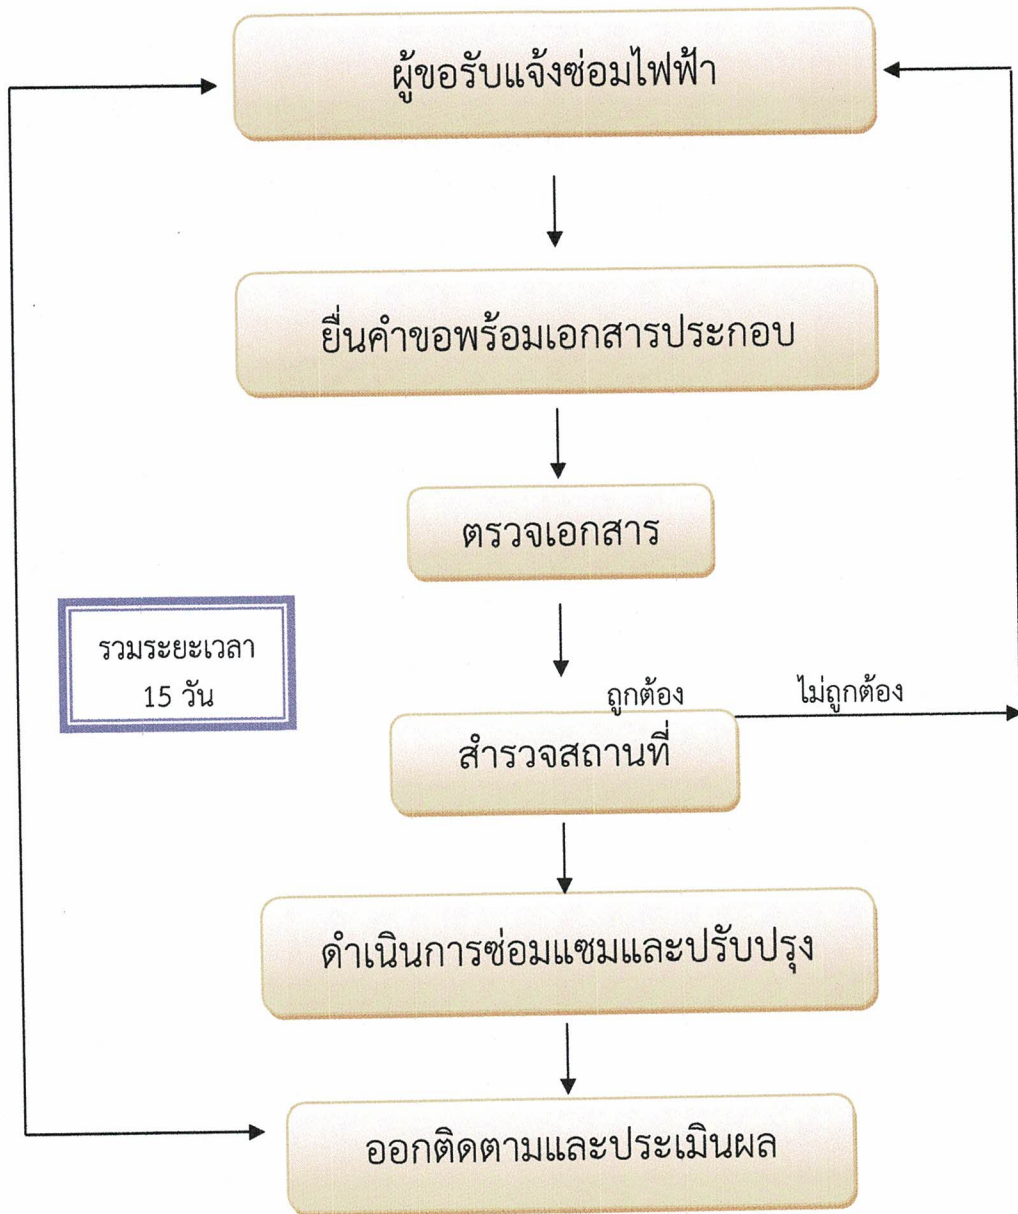 ผู้ขอรับแจ้งซ่อมไฟฟ้า
ยื่นคำขอพร้อมเอกสารประกอบ
ตรวจเอกสาร
รวมระยะเวลา
15 วัน
ถูกต้อง
ไม่ถูกต้อง
สำรวจสถานที่
ดำเนินการซ่อมแซมและปรับปรุง
ออกติดตามและประเมินผล